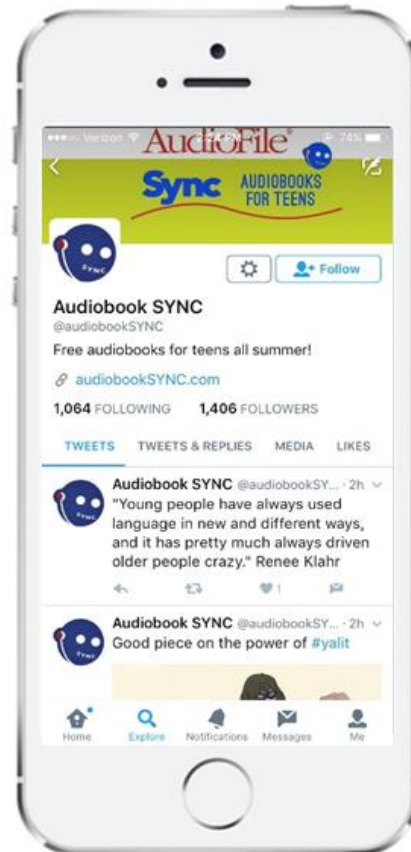 AudioFile
Verizon
74%
Sync AUDIOBOOKS
FOR TEENS
SYNC
Follow
Audiobook SYNC
@audiobookSYNC
Free audiobooks for teens all summer!
audiobookSYNC.com
1,064 FOLLOWING 1,406 FOLLOWERS
TWEETS TWEETS & REPLIES MEDIA LIKES
Audiobook SYNC @audiobookSY... · 2h
"Young people have always used
language in new and different ways,
and it has pretty much always driven
older people crazy." Renee Klahr
1
Audiobook SYNC @audiobookSY... · 2h
Good piece on the power of #yalit
Home Explore Notifications Messages Me